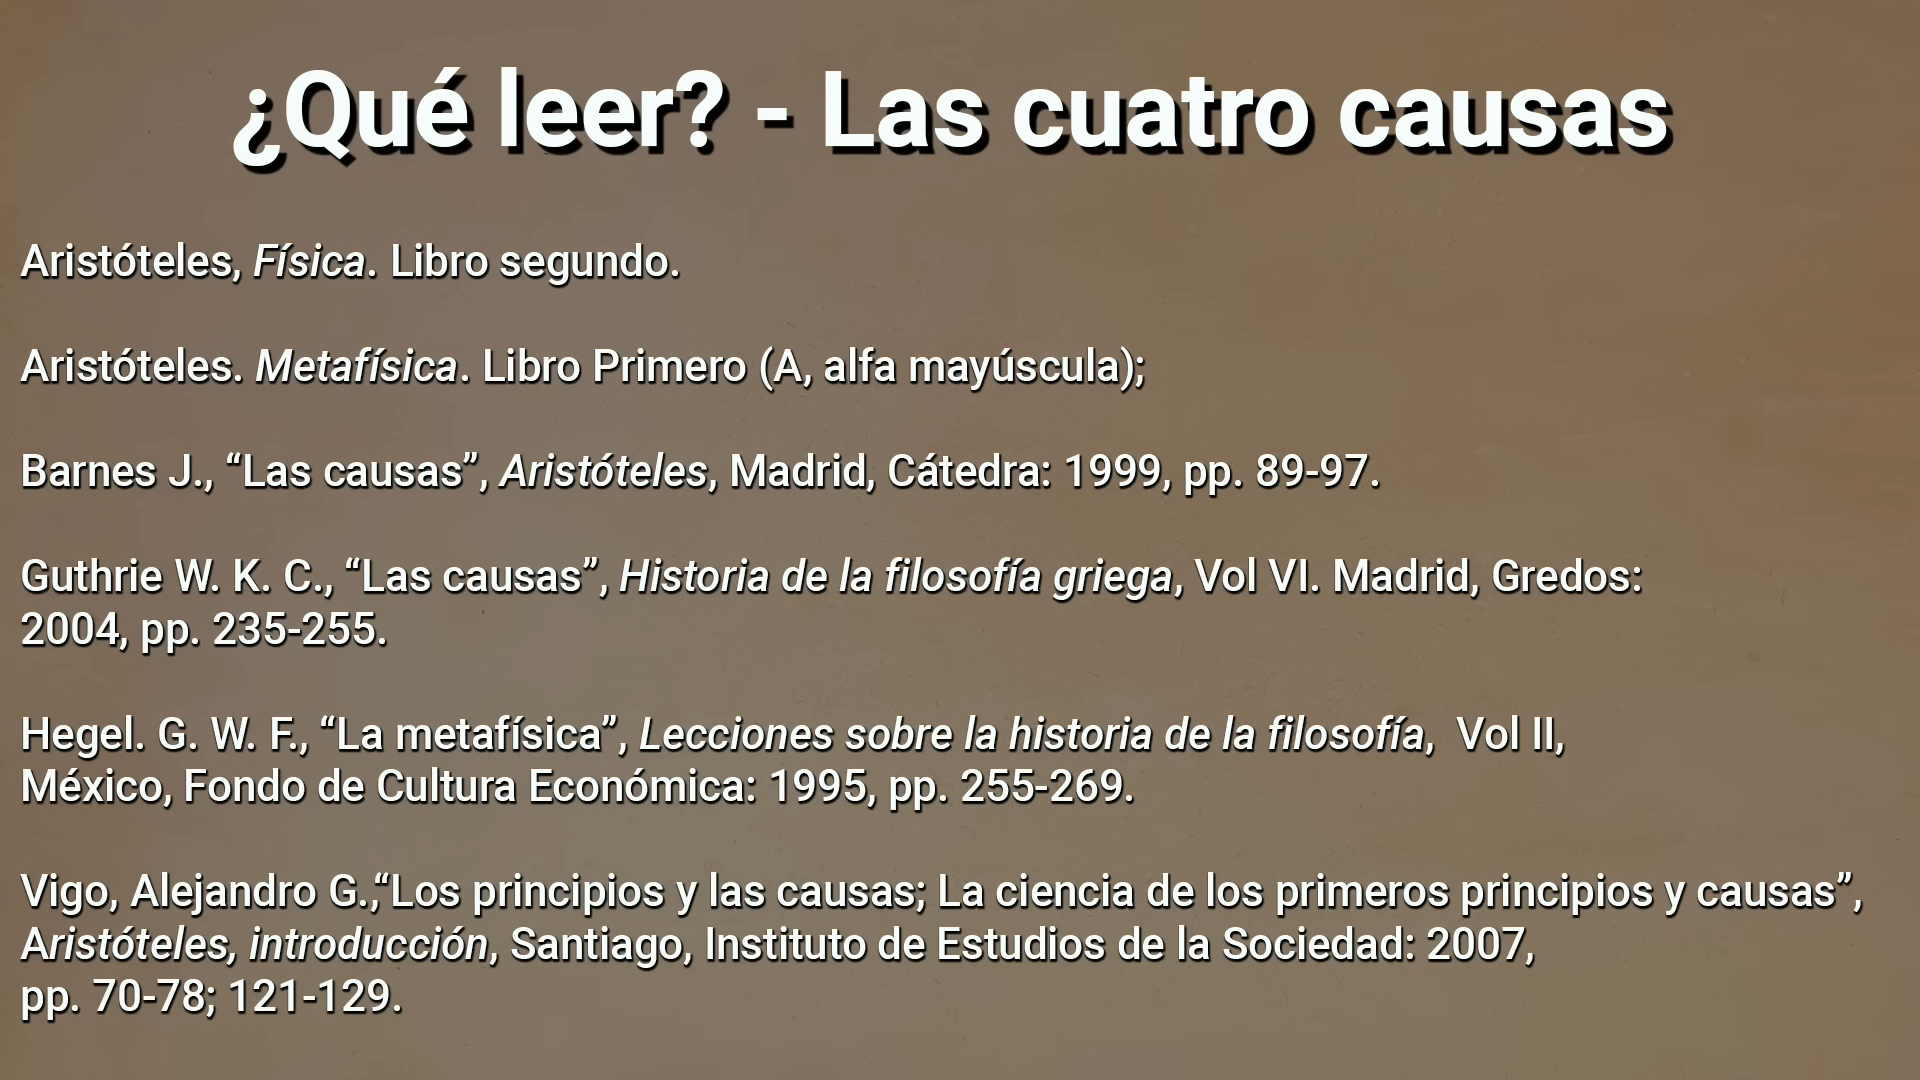 ¿Qué leer? - Las cuatro causas
Aristóteles, Física. Libro segundo.
Aristóteles. Metafísica. Libro Primero (A, alfa mayúscula);
Barnes J., “Las causas”, Aristóteles, Madrid, Cátedra: 1999, pp. 89-97.
Guthrie W. K. C., “Las causas”, Historia de la filosofía griega, Vol VI. Madrid, Gredos:
2004, pp. 235-255.
Hegel. G. W. F., “La metafísica”, Lecciones sobre la historia de la filosofía,  Vol II,
México, Fondo de Cultura Económica: 1995, pp. 255-269.
Vigo, Alejandro G.,“Los principios y las causas; La ciencia de los primeros principios y causas”,
Aristóteles, introducción, Santiago, Instituto de Estudios de la Sociedad: 2007,
pp. 70-78; 121-129.